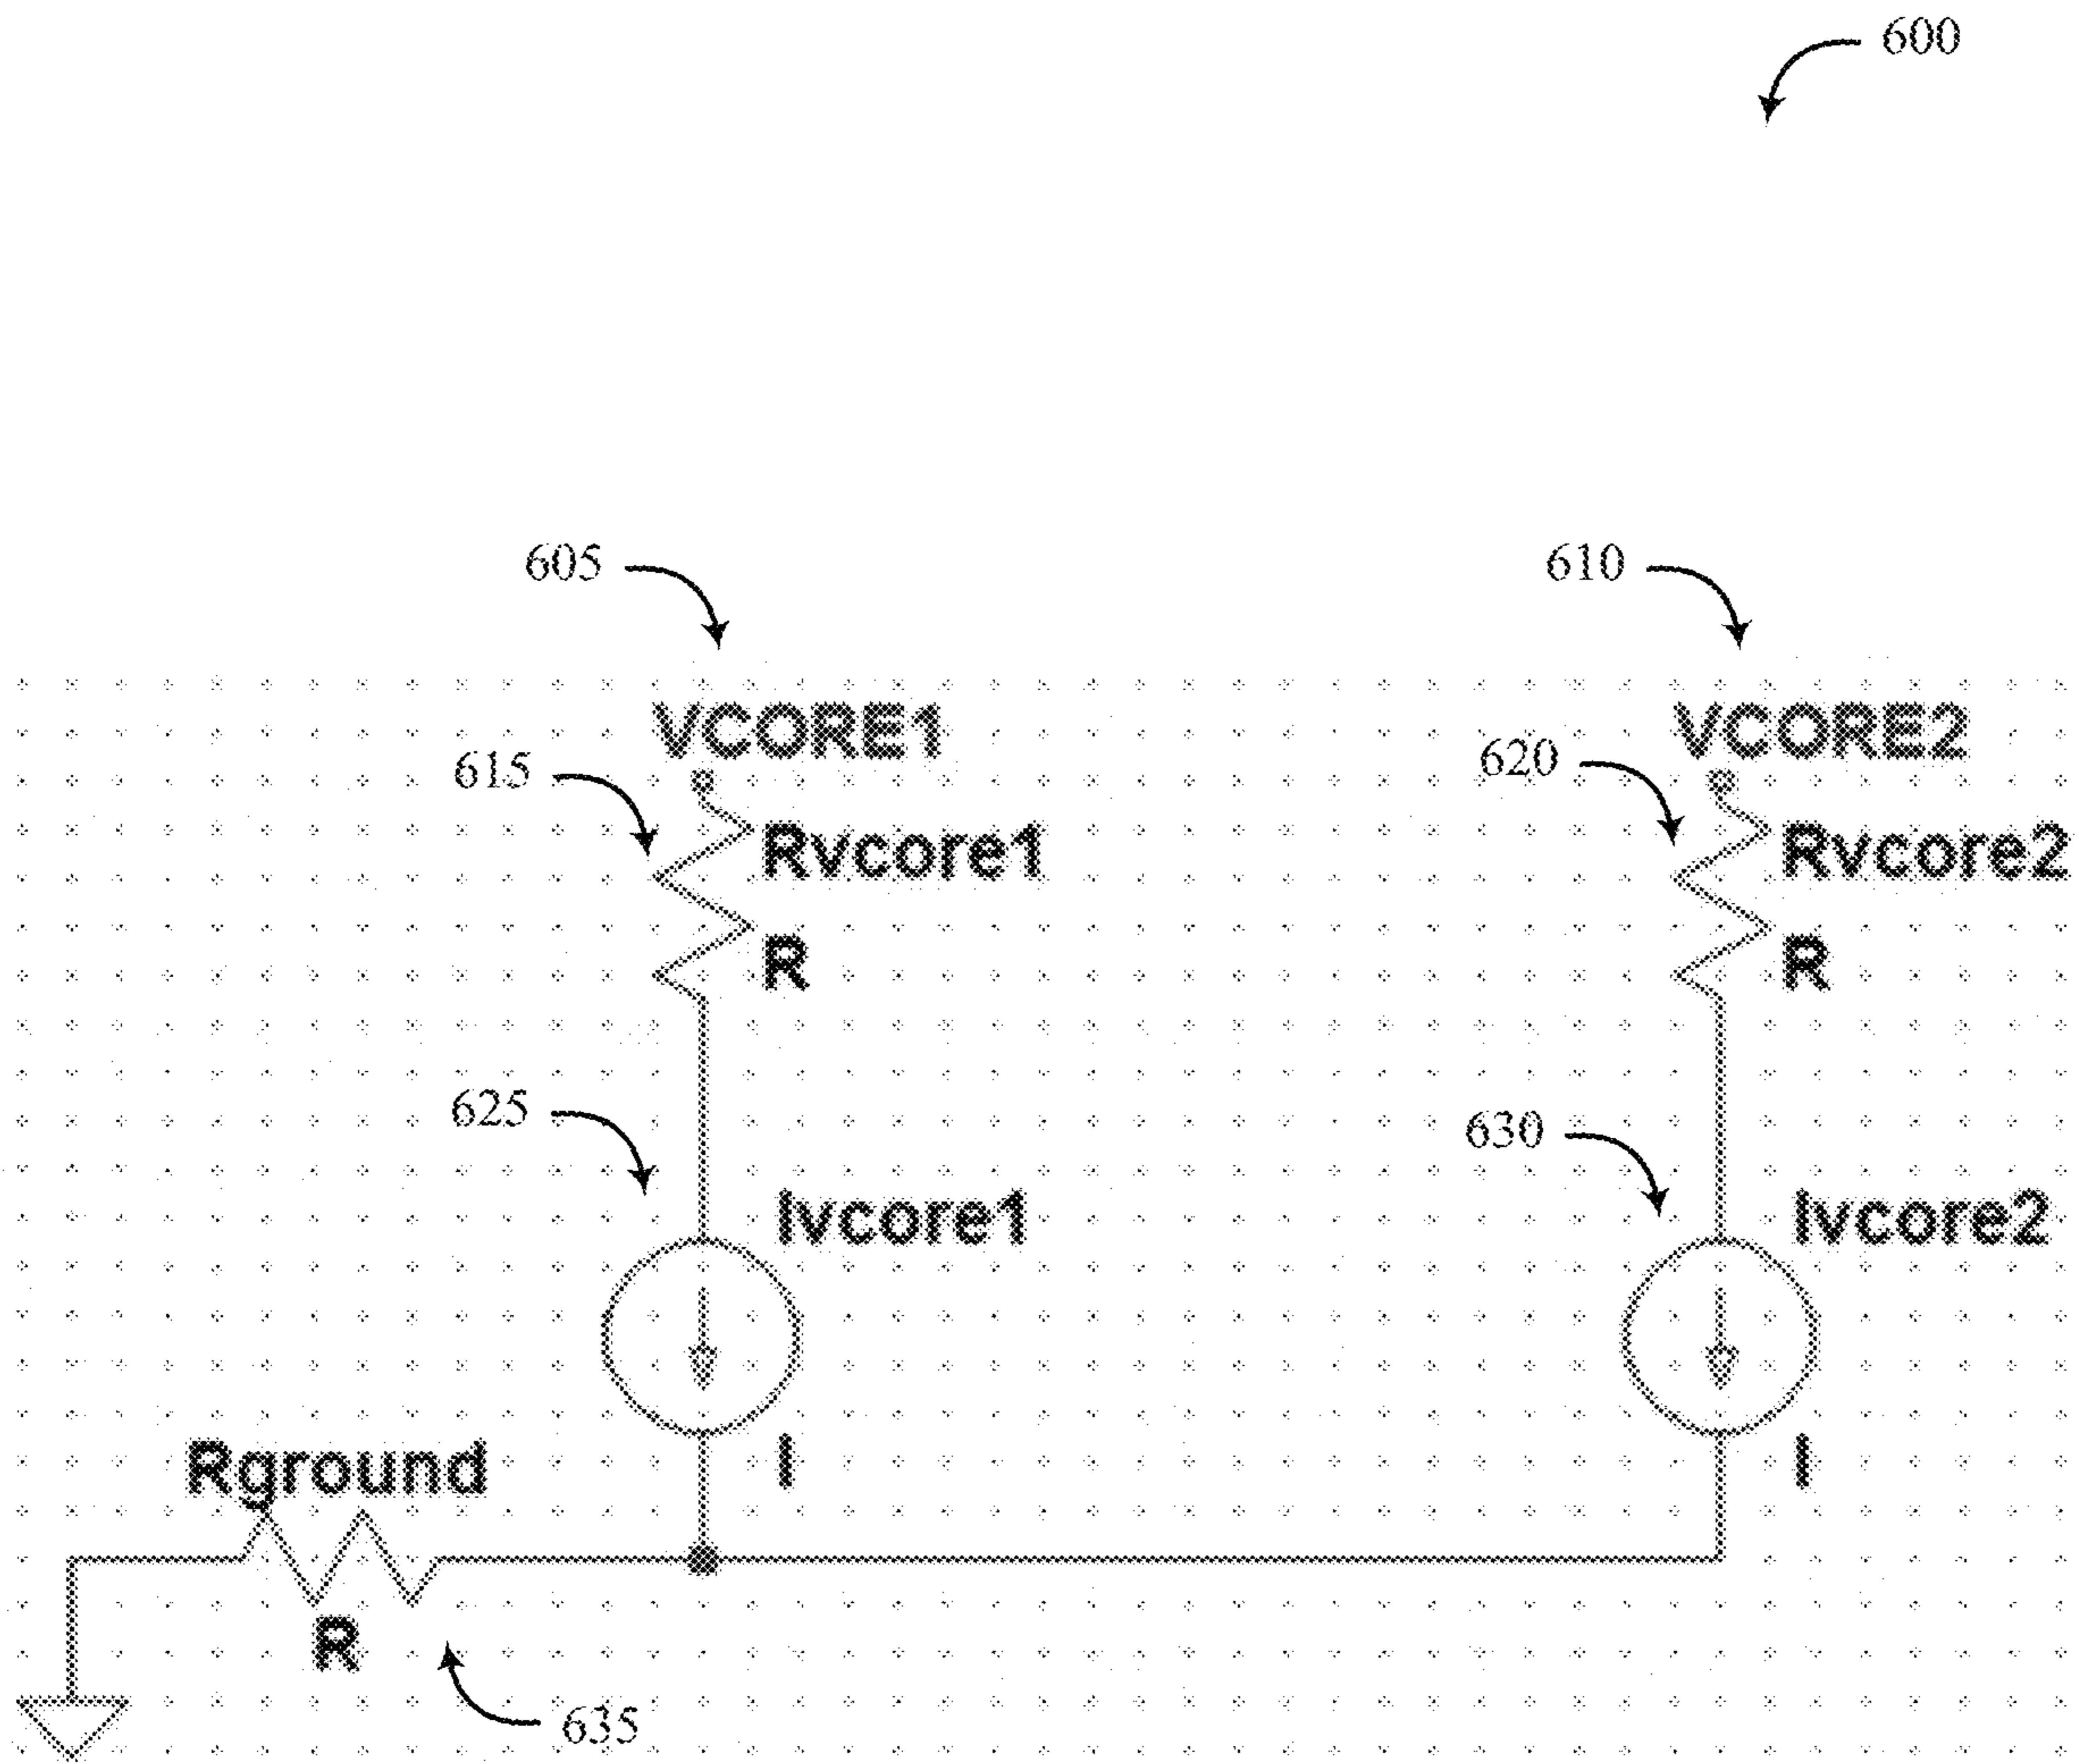 600
605
610
VCORE1
VCORE2
615
620
Rvcore1
Rvcore2
R
R
625
630
Ivcore1
Ivcore2
Rground
I
I
R
635